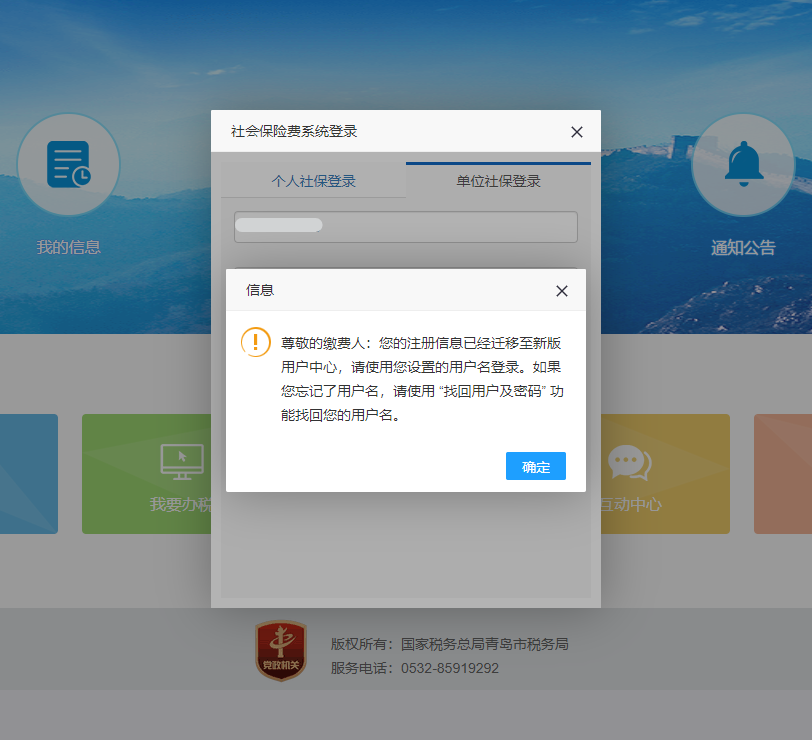 社会保险费系统登录
个人社保登录
单位社保登录
我的信息
通知公告
信息
尊敬的缴费人：您的注册信息已经迁移至新版
用户中心，请使用您设置的用户名登录。如果
您忘记了用户名，请使用 “找回用户及密码” 功
能找回您的用户名。
确定
我要办税
互动中心
党政机关
版权所有：国家税务总局青岛市税务局
服务电话：0532-85919292